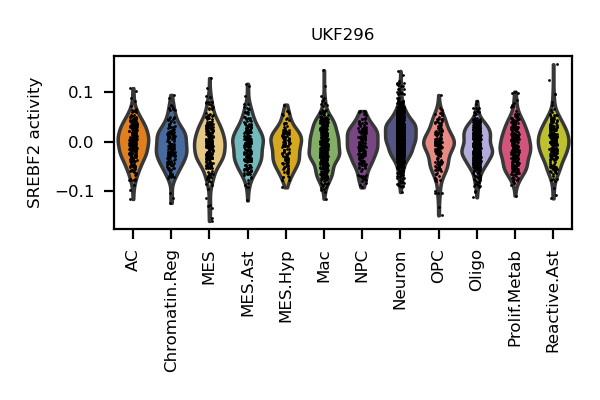 UKF296
SREBF2 activity
0.1
0.0
−0.1
AC
Chromatin.Reg
MES
MES.Ast
MES.Hyp
Mac
NPC
Neuron
OPC
Oligo
Prolif.Metab
Reactive.Ast